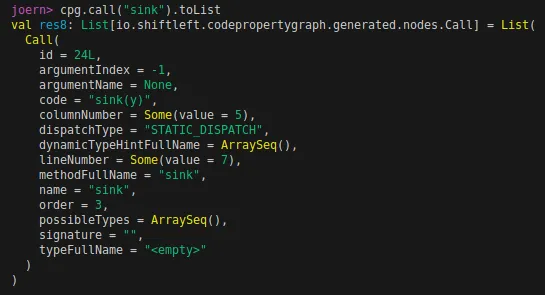 joern> cpg.call("sink").toList
val res8: List[io.shiftleft.codepropertygraph.generated.nodes.Call] = List(
  Call(
    id = 24L,
    argumentIndex = -1,
    argumentName = None,
    code = "sink(y)",
    columnNumber = Some(value = 5),
    dispatchType = "STATIC_DISPATCH",
    dynamicTypeHintFullName = ArraySeq(),
    lineNumber = Some(value = 7),
    methodFullName = "sink",
    name = "sink",
    order = 3,
    possibleTypes = ArraySeq(),
    signature = "",
    typeFullName = "<empty>"
  )
)